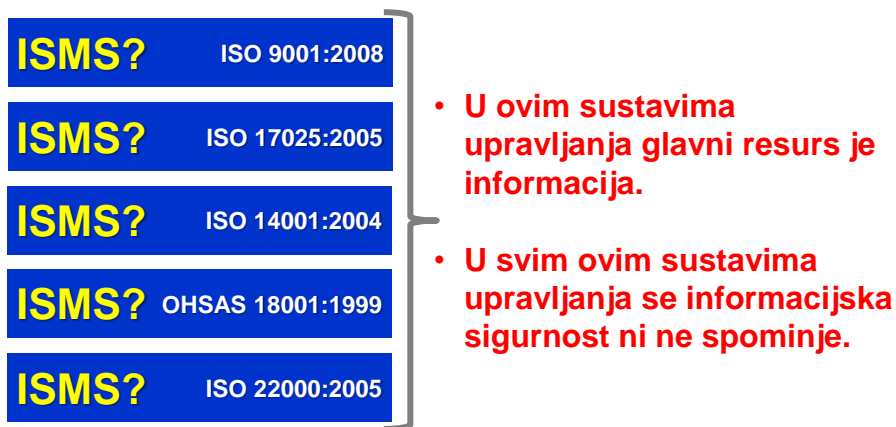 ISMS? ISO 9001:2008
ISMS? ISO 17025:2005
ISMS? ISO 14001:2004
ISMS? OHSAS 18001:1999
ISMS? ISO 22000:2005
• U ovim sustavima
upravljanja glavni resurs je
informacija.
• U svim ovim sustavima
upravljanja se informacijska
sigurnost ni ne spominje.